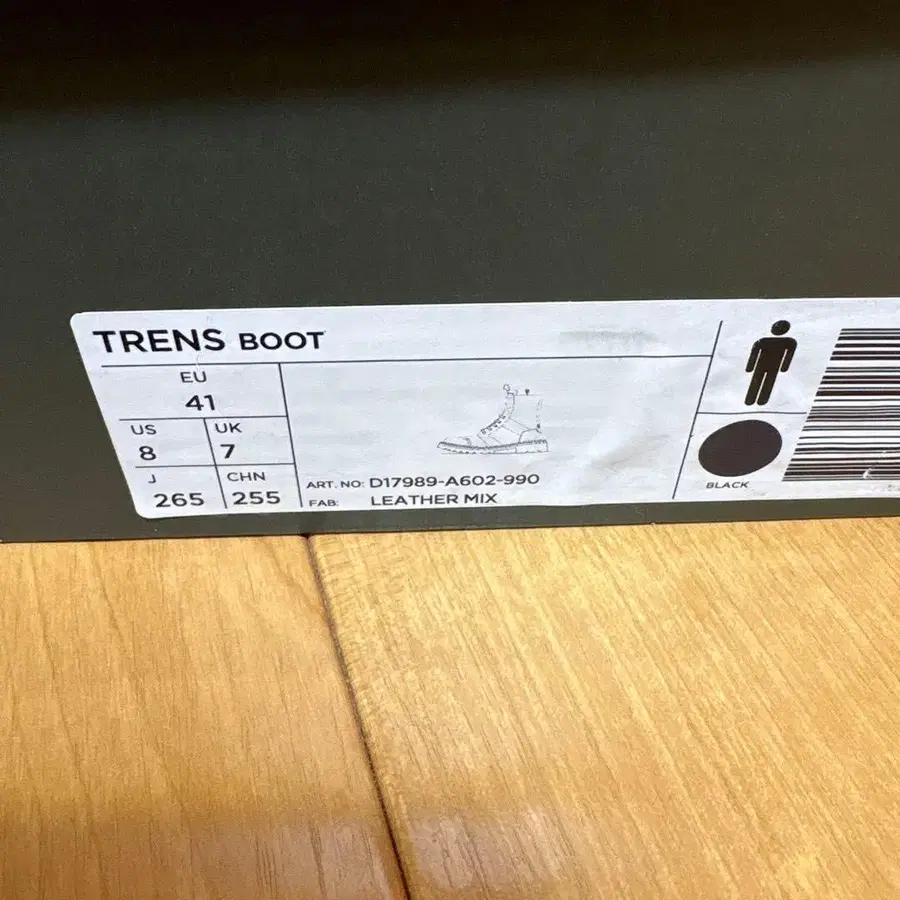 TRENS BOOT
EU
41
US UK
8 7
J CHN
265 255
ART. NO: D17989-A602-990
FAB: LEATHER MIX
BLACK